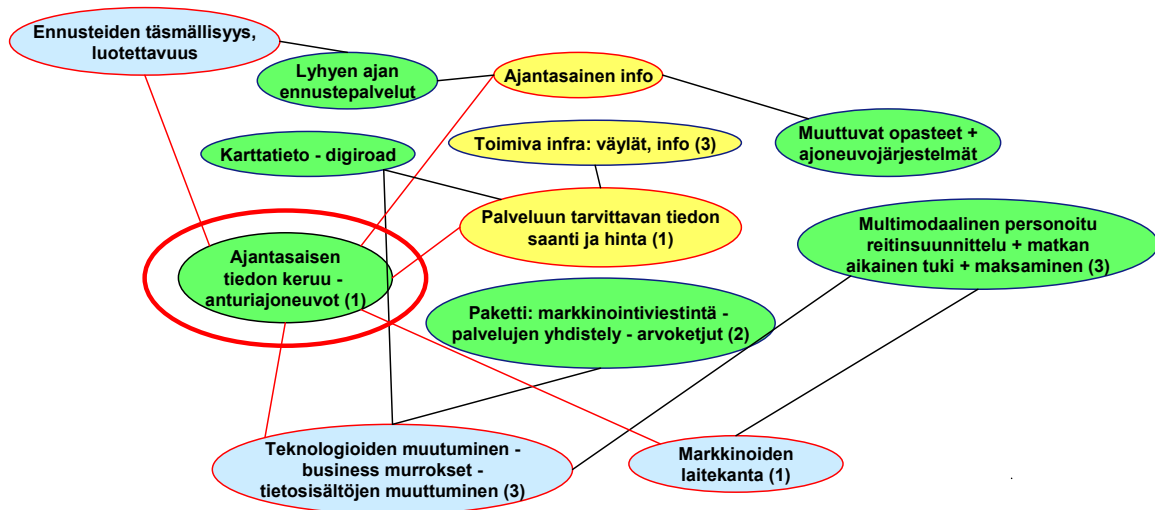 Ennusteiden täsmällisyys,
luotettavuus
Lyhyen ajan
ennustepalvelut
Ajantasainen info
Muuttuvat opasteet +
ajoneuvojärjestelmät
Karttatieto - digiroad
Toimiva infra: väylät, info (3)
Palveluun tarvittavan tiedon
saanti ja hinta (1)
Multimodaalinen personoitu
reitinsuunnittelu + matkan
aikainen tuki + maksaminen (3)
Ajantasaisen
tiedon keruu -
anturiajoneuvot (1)
Paketti: markkinointiviestintä -
palvelujen yhdistely - arvoketjut (2)
Teknologioiden muutuminen -
business murrokset -
tietosisältöjen muuttuminen (3)
Markkinoiden
laitekanta (1)